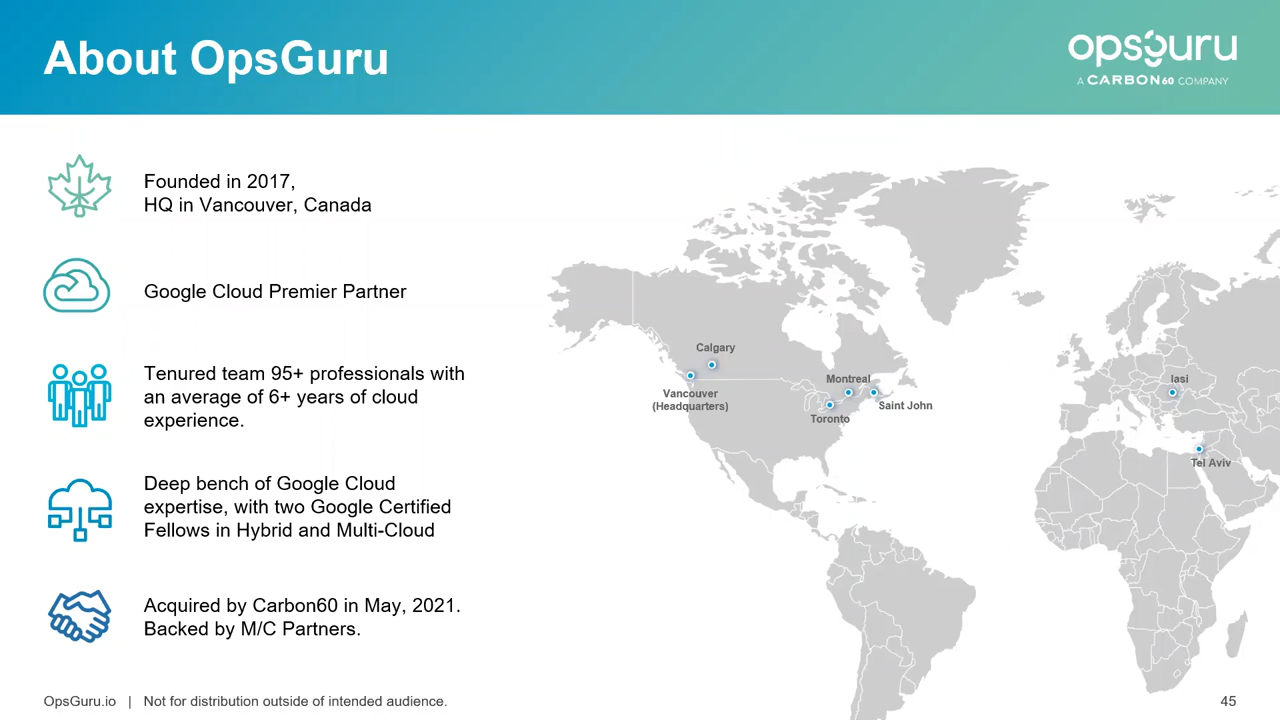 About OpsGuru
opsguru
A CARBON60 COMPANY
Founded in 2017,
HQ in Vancouver, Canada
Google Cloud Premier Partner
Tenured team 95+ professionals with
an average of 6+ years of cloud
experience.
Deep bench of Google Cloud
expertise, with two Google Certified
Fellows in Hybrid and Multi-Cloud
Acquired by Carbon60 in May, 2021.
Backed by M/C Partners.
Calgary
Vancouver
(Headquarters)
Montreal
Toronto
Saint John
Iasi
Tel Aviv
OpsGuru.io | Not for distribution outside of intended audience.
45